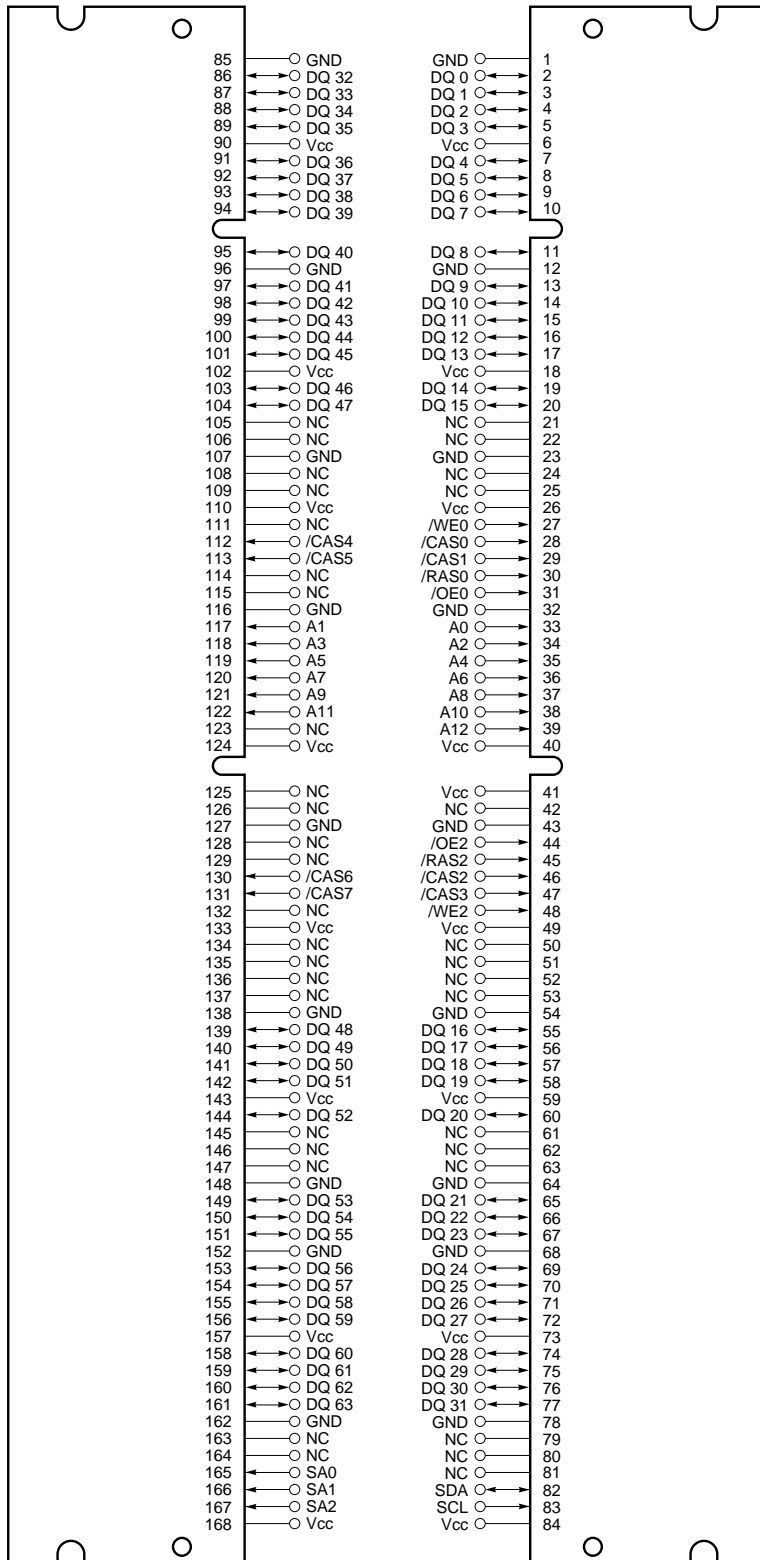 85 GND GND 1
86 DQ 32 DQ 0 2
87 DQ 33 DQ 1 3
88 DQ 34 DQ 2 4
89 DQ 35 DQ 3 5
90 Vcc Vcc 6
91 DQ 36 DQ 4 7
92 DQ 37 DQ 5 8
93 DQ 38 DQ 6 9
94 DQ 39 DQ 7 10
95 DQ 40 DQ 8 11
96 GND GND 12
97 DQ 41 DQ 9 13
98 DQ 42 DQ 10 14
99 DQ 43 DQ 11 15
100 DQ 44 DQ 12 16
101 DQ 45 DQ 13 17
102 Vcc Vcc 18
103 DQ 46 DQ 14 19
104 DQ 47 DQ 15 20
105 NC NC 21
106 NC NC 22
107 GND GND 23
108 NC NC 24
109 NC NC 25
110 Vcc Vcc 26
111 NC /WE0 27
112 /CAS4 /CAS0 28
113 /CAS5 /CAS1 29
114 NC /RAS0 30
115 NC /OE0 31
116 GND GND 32
117 A1 A0 33
118 A3 A2 34
119 A5 A4 35
120 A7 A6 36
121 A9 A8 37
122 A11 A10 38
123 NC A12 39
124 Vcc Vcc 40
125 NC Vcc 41
126 NC NC 42
127 GND GND 43
128 NC /OE2 44
129 NC /RAS2 45
130 /CAS6 /CAS2 46
131 /CAS7 /CAS3 47
132 NC /WE2 48
133 Vcc Vcc 49
134 NC NC 50
135 NC NC 51
136 NC NC 52
137 NC NC 53
138 GND GND 54
139 DQ 48 DQ 16 55
140 DQ 49 DQ 17 56
141 DQ 50 DQ 18 57
142 DQ 51 DQ 19 58
143 Vcc Vcc 59
144 DQ 52 DQ 20 60
145 NC NC 61
146 NC NC 62
147 NC NC 63
148 GND GND 64
149 DQ 53 DQ 21 65
150 DQ 54 DQ 22 66
151 DQ 55 DQ 23 67
152 GND GND 68
153 DQ 56 DQ 24 69
154 DQ 57 DQ 25 70
155 DQ 58 DQ 26 71
156 DQ 59 DQ 27 72
157 Vcc Vcc 73
158 DQ 60 DQ 28 74
159 DQ 61 DQ 29 75
160 DQ 62 DQ 30 76
161 DQ 63 DQ 31 77
162 GND GND 78
163 NC NC 79
164 NC NC 80
165 SA0 NC 81
166 SA1 SDA 82
167 SA2 SCL 83
168 Vcc Vcc 84